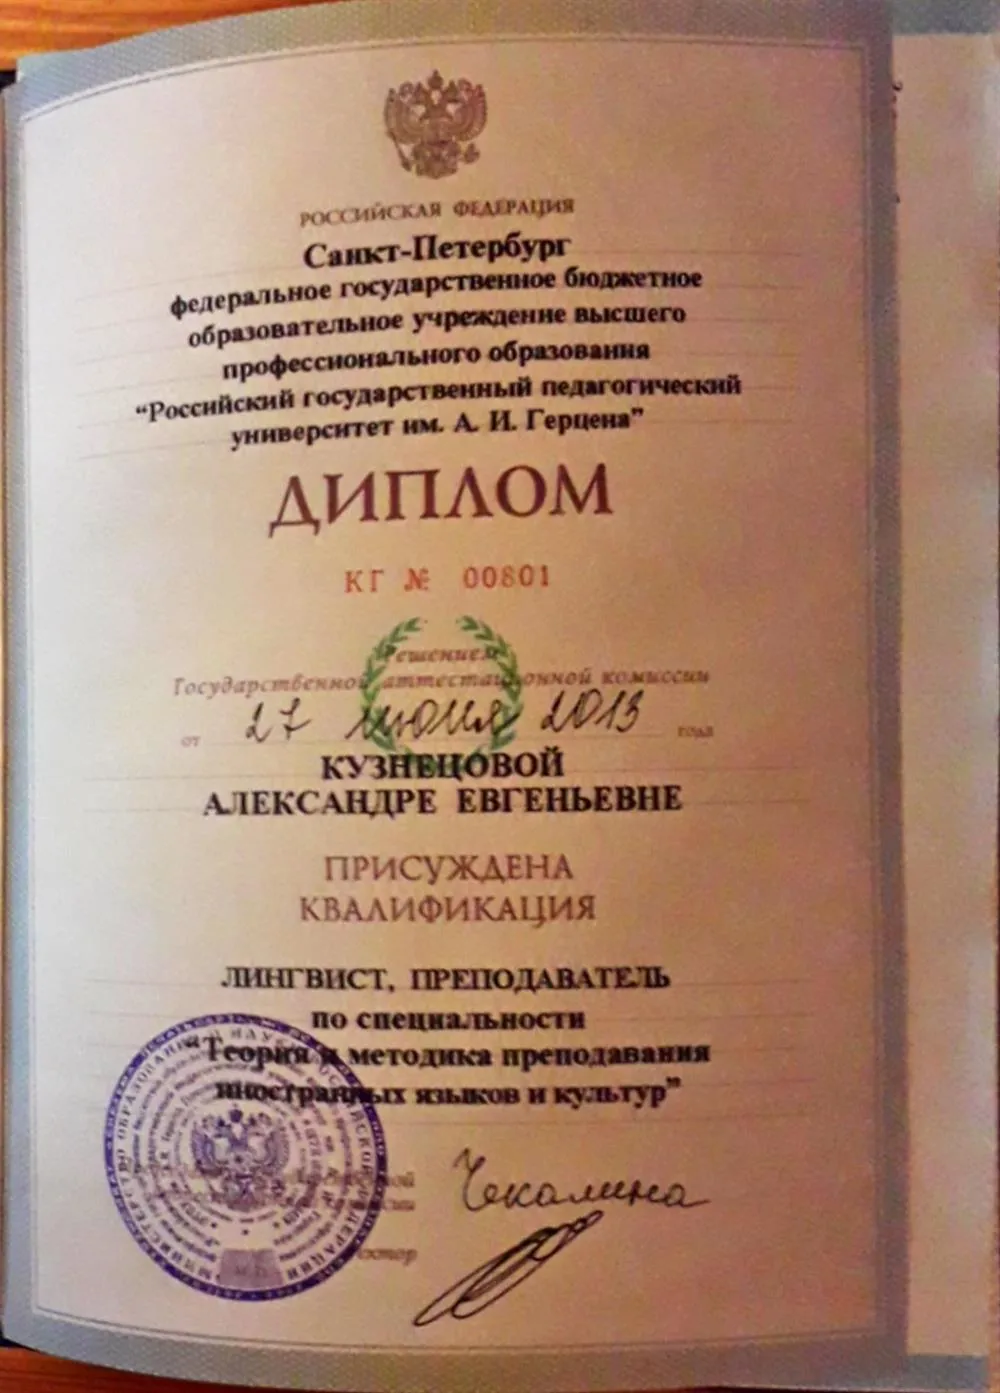 РОССИЙСКАЯ ФЕДЕРАЦИЯ
Санкт-Петербург
федеральное государственное бюджетное
образовательное учреждение высшего
профессионального образования
“Российский государственный педагогический
университет им. А. И. Герцена”
ДИПЛОМ
КГ № 00801
Решением
Государственной аттестационной комиссии
от 27 июня 2013 года
КУЗНЕЦОВОЙ
АЛЕКСАНДРЕ ЕВГЕНЬЕВНЕ
ПРИСУЖДЕНА
КВАЛИФИКАЦИЯ
ЛИНГВИСТ, ПРЕПОДАВАТЕЛЬ
по специальности
“Теория и методика преподавания
иностранных языков и культур”
Чекалина